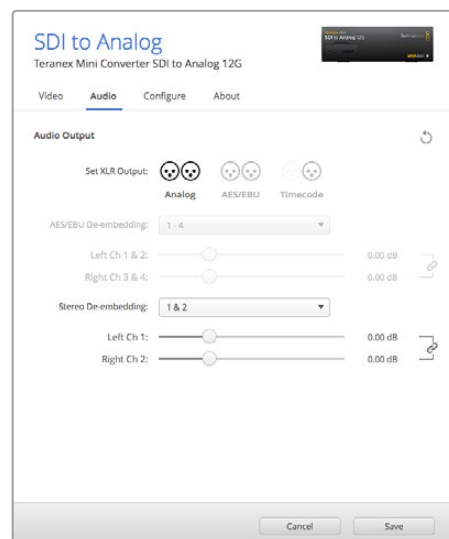 SDI to Analog
Teranex Mini Converter SDI to Analog 12G
Video Audio Configure About
Audio Output
Set XLR Output:
Analog AES/EBU Timecode
AES/EBU De-embedding: 1 - 4
Left Ch 1 & 2: 0.00 dB
Right Ch 3 & 4: 0.00 dB
Stereo De-embedding: 1 & 2
Left Ch 1: 0.00 dB
Right Ch 2: 0.00 dB
Cancel Save